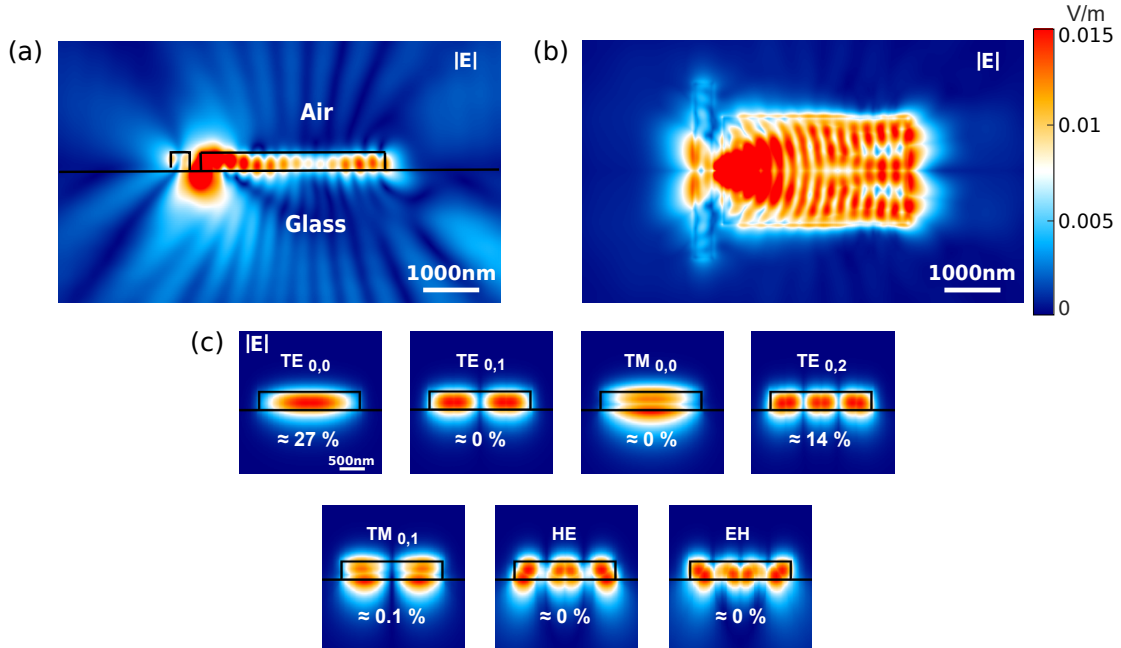 (a)
|E|
Air
Glass
1000nm
(b)
|E|
1000nm
V/m
0.015
0.01
0.005
0
(c)
|E|
TE 0,0
≈ 27 %
500nm
TE 0,1
≈ 0 %
TM 0,0
≈ 0 %
TE 0,2
≈ 14 %
TM 0,1
≈ 0.1 %
HE
≈ 0 %
EH
≈ 0 %